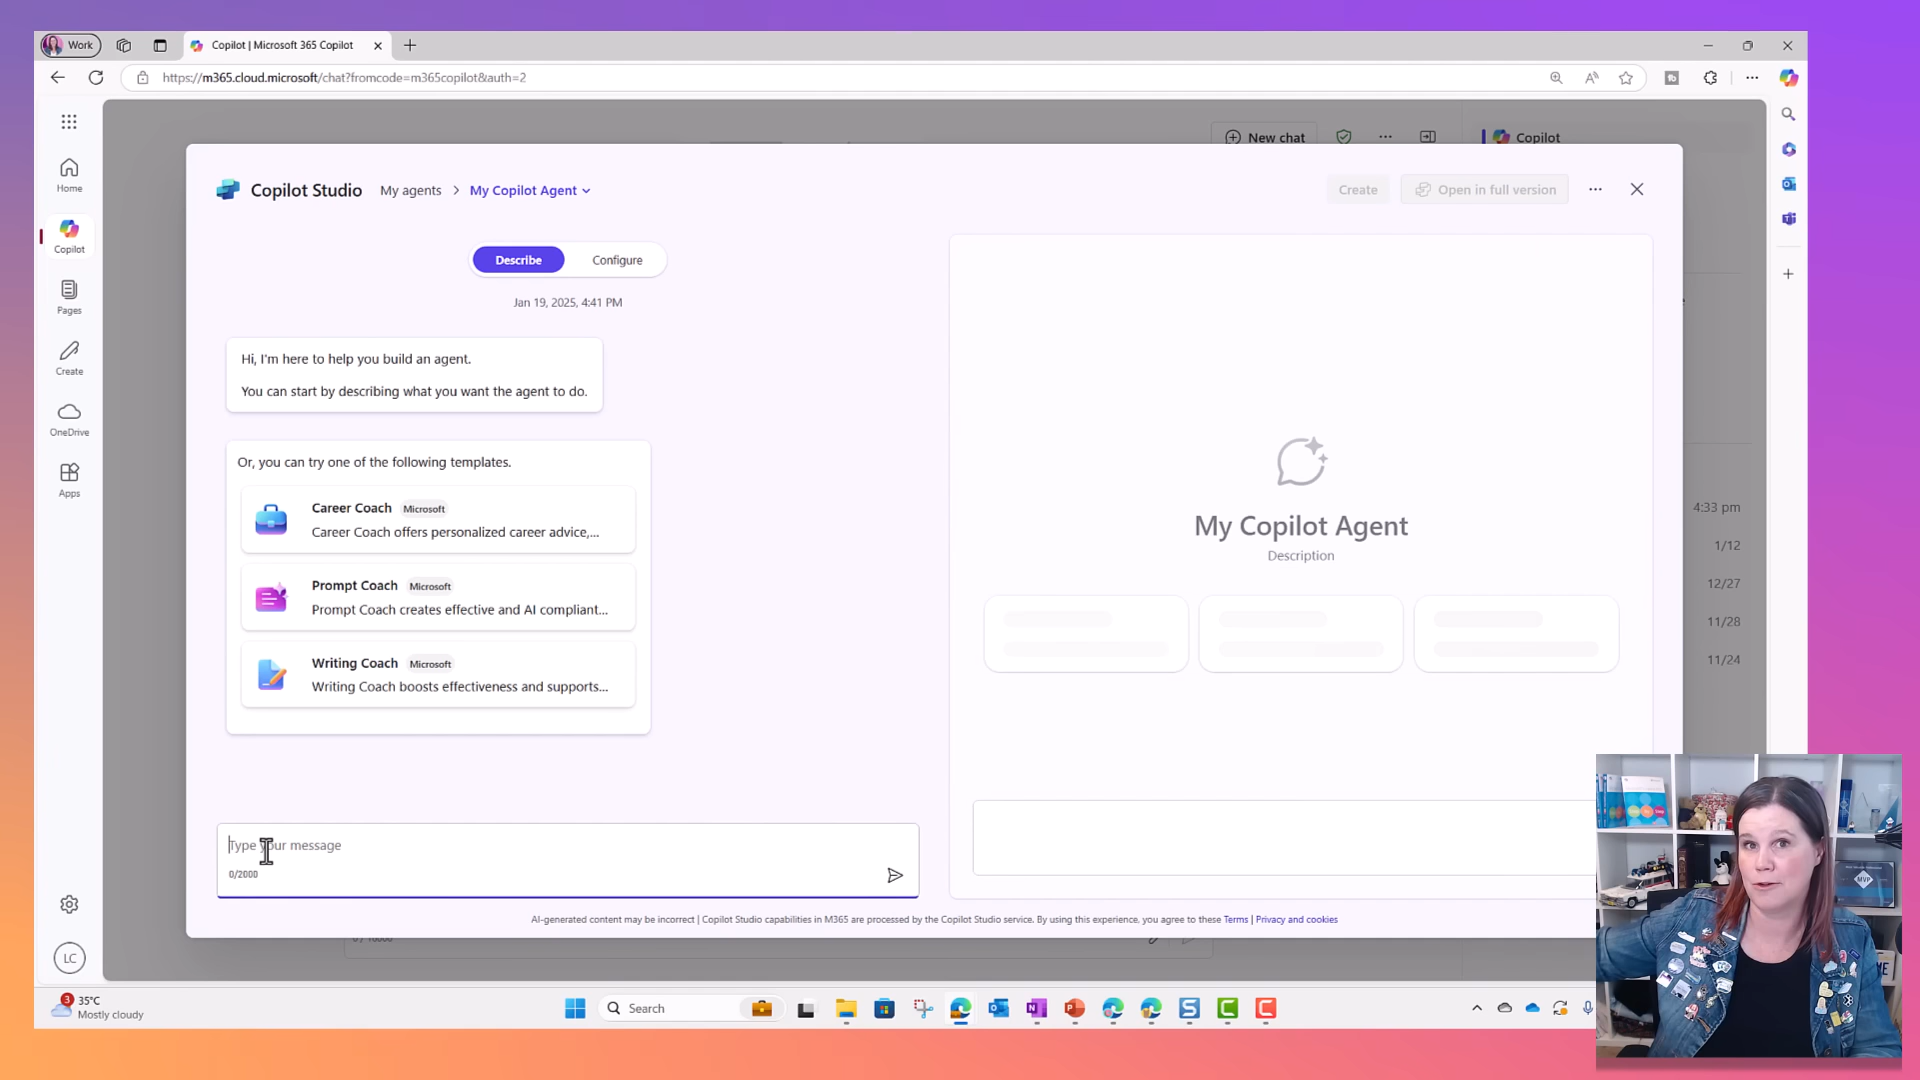 Work
Copilot | Microsoft 365 Copilot
https://m365.cloud.microsoft/chat?fromcode=m365copilot&auth=2
New chat
Copilot
Home
Copilot
Pages
Create
OneDrive
Apps
LC
Copilot Studio
My agents > My Copilot Agent
Create
Open in full version
Describe
Configure
Jan 19, 2025, 4:41 PM
Hi, I'm here to help you build an agent.
You can start by describing what you want the agent to do.
Or, you can try one of the following templates.
Career Coach Microsoft
Career Coach offers personalized career advice,...
Prompt Coach Microsoft
Prompt Coach creates effective and AI compliant...
Writing Coach Microsoft
Writing Coach boosts effectiveness and supports...
Type your message
0/2000
My Copilot Agent
Description
4:33 pm
1/12
12/27
11/28
11/24
AI-generated content may be incorrect | Copilot Studio capabilities in M365 are processed by the Copilot Studio service. By using this experience, you agree to these Terms | Privacy and cookies
3
35°C
Mostly cloudy
Search
MVP